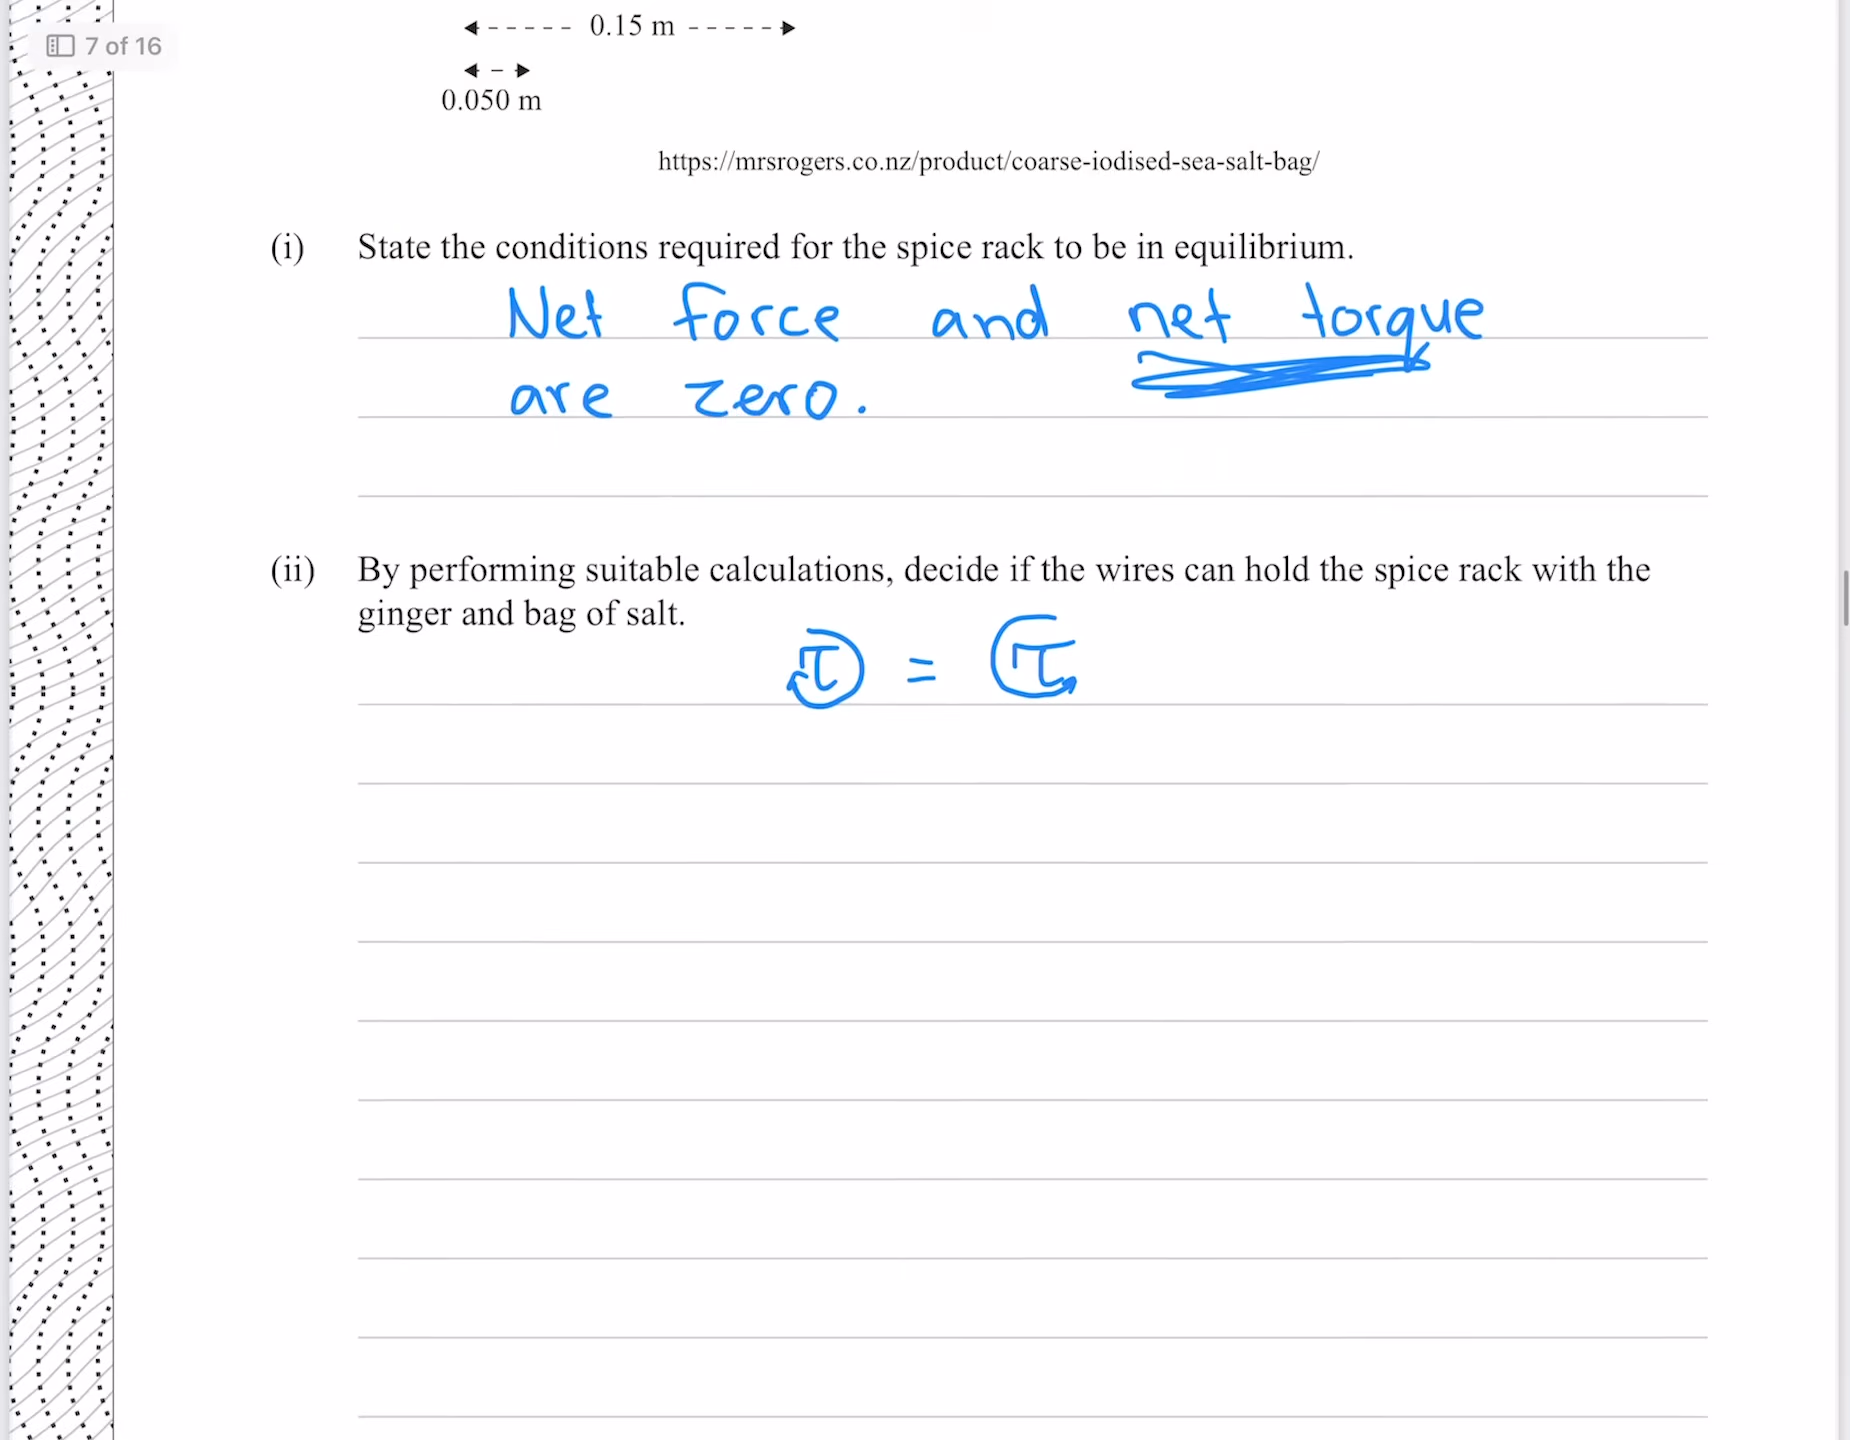 7 of 16
0.15 m
0.050 m
https://mrsrogers.co.nz/product/coarse-iodised-sea-salt-bag/
(i) State the conditions required for the spice rack to be in equilibrium.
Net force and net torque
are zero.
(ii) By performing suitable calculations, decide if the wires can hold the spice rack with the
ginger and bag of salt.
τ = τ